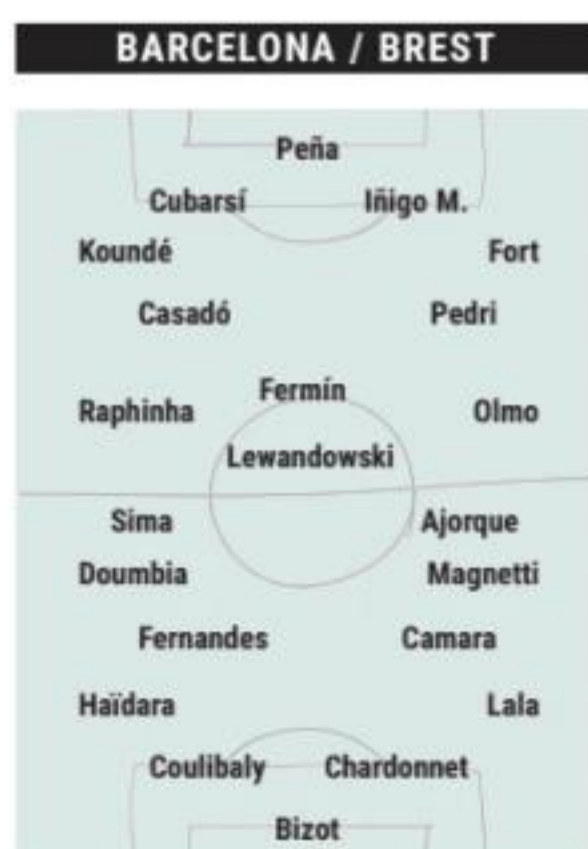 BARCELONA / BREST
Peña
Cubarsí Iñigo M.
Koundé Fort
Casadó Pedri
Fermín
Raphinha Olmo
Lewandowski
Sima Ajorque
Doumbia Magnetti
Fernandes Camara
Haïdara Lala
Coulibaly Chardonnet
Bizot